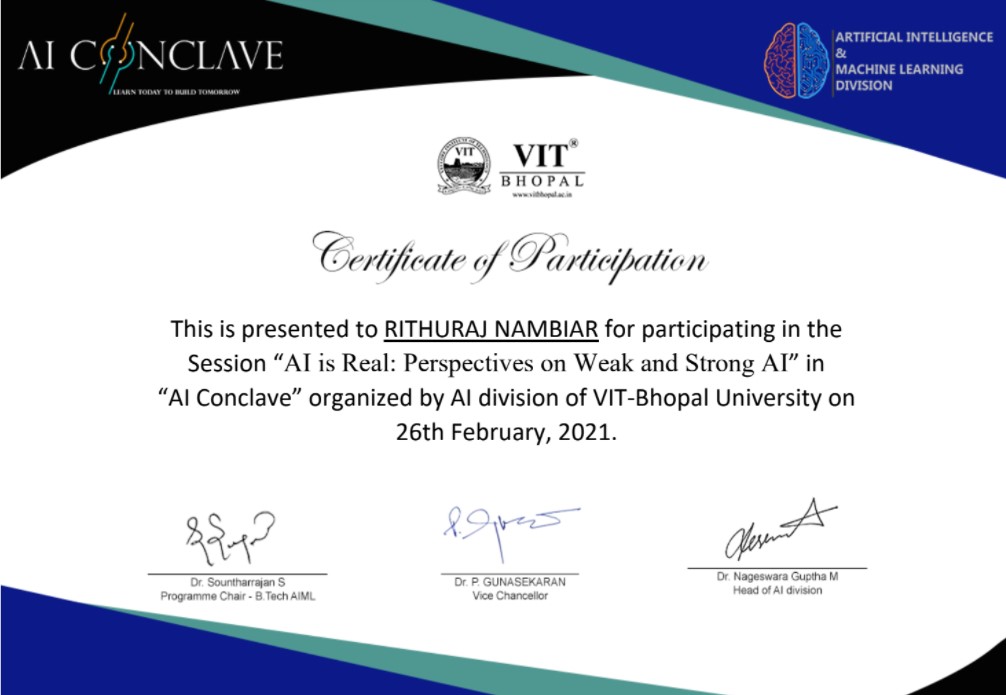 AI CONCLAVE
LEARN TODAY TO BUILD TOMORROW
ARTIFICIAL INTELLIGENCE
&
MACHINE LEARNING
DIVISION
VIT
VIT®
BHOPAL
www.vitbhopal.ac.in
Certificate of Participation
This is presented to RITHURAJ NAMBIAR for participating in the
Session “AI is Real: Perspectives on Weak and Strong AI” in
“AI Conclave” organized by AI division of VIT-Bhopal University on
26th February, 2021.
Dr. Sountharrajan S
Programme Chair - B.Tech AIML
Dr. P. GUNASEKARAN
Vice Chancellor
Dr. Nageswara Guptha M
Head of AI division